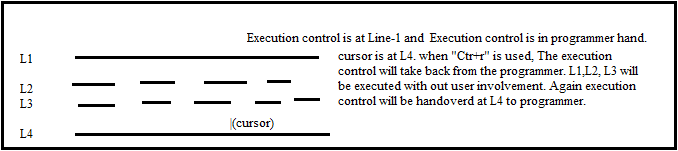 Execution control is at Line-1 and Execution control is in programmer hand.
L1
cursor is at L4. when "Ctr+r" is used, The execution
control will take back from the programmer. L1,L2, L3 will
L2
be executed with out user involvement. Again execution
L3
control will be handoverd at L4 to programmer.
|(cursor)
L4